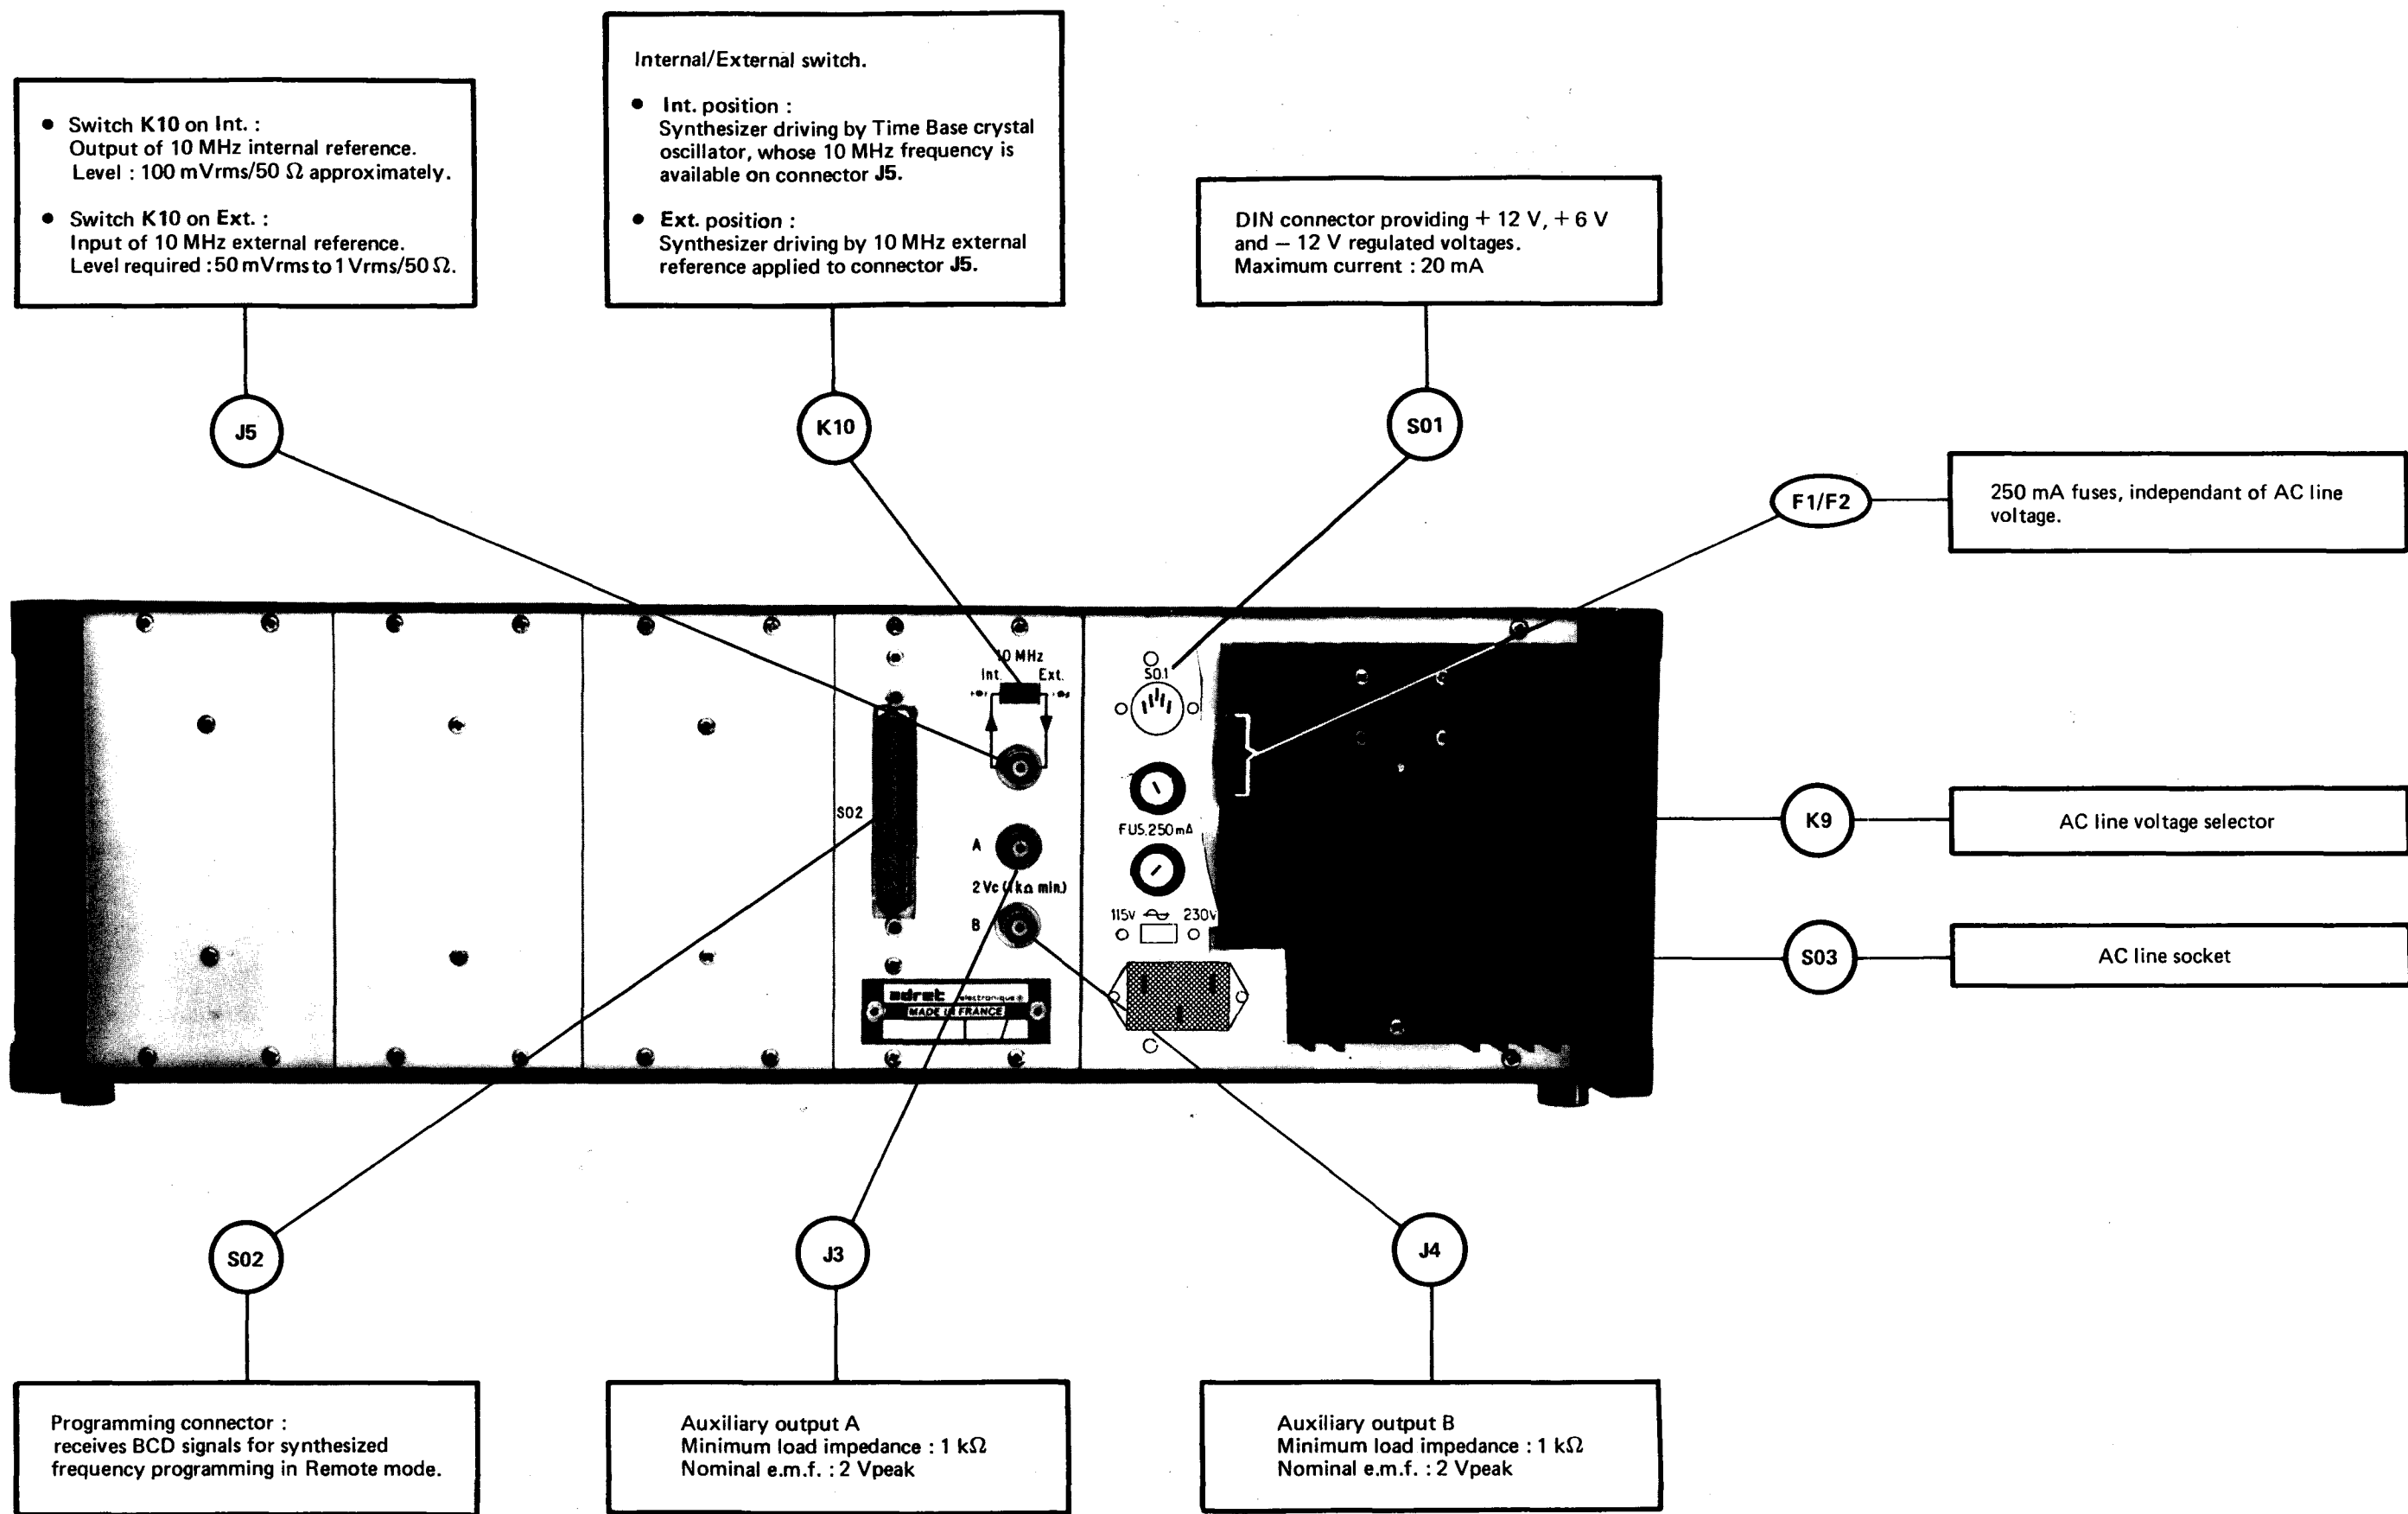 Internal/External switch.
● Int. position :
Synthesizer driving by Time Base crystal
oscillator, whose 10 MHz frequency is
available on connector J5.
● Ext. position :
Synthesizer driving by 10 MHz external
reference applied to connector J5.
● Switch K10 on Int. :
Output of 10 MHz internal reference.
Level : 100 mVrms/50 Ω approximately.
● Switch K10 on Ext. :
Input of 10 MHz external reference.
Level required : 50 mVrms to 1 Vrms/50 Ω.
DIN connector providing + 12 V, + 6 V
and – 12 V regulated voltages.
Maximum current : 20 mA
J5
K10
S01
F1/F2
250 mA fuses, independant of AC line
voltage.
10 MHz
Int.
Ext.
S01
S02
FUS.250mA
A
2 Vc (1kΩ min.)
B
115v
230v
adret electronique
MADE IN FRANCE
K9
AC line voltage selector
S03
AC line socket
S02
J3
J4
Programming connector :
receives BCD signals for synthesized
frequency programming in Remote mode.
Auxiliary output A
Minimum load impedance : 1 kΩ
Nominal e.m.f. : 2 Vpeak
Auxiliary output B
Minimum load impedance : 1 kΩ
Nominal e.m.f. : 2 Vpeak